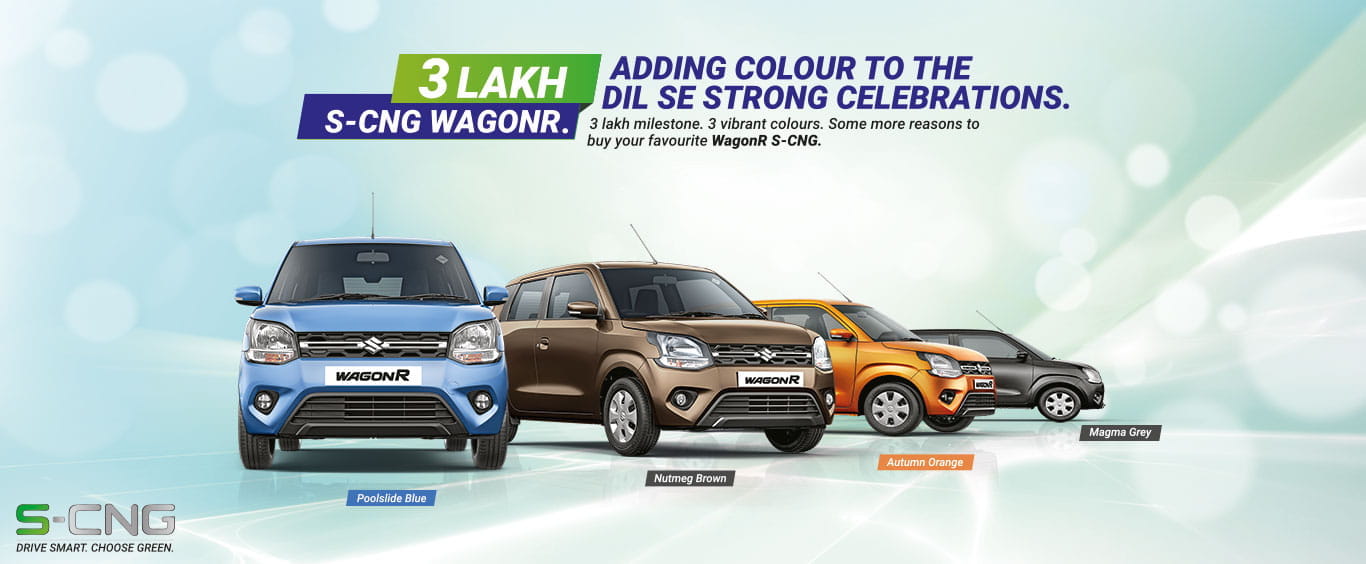 3 LAKH
S-CNG WAGONR.
ADDING COLOUR TO THE
DIL SE STRONG CELEBRATIONS.
3 lakh milestone. 3 vibrant colours. Some more reasons to
buy your favourite WagonR S-CNG.
WAGONR
WAGONR
WAGONR
Poolslide Blue
Nutmeg Brown
Autumn Orange
Magma Grey
S-CNG
DRIVE SMART. CHOOSE GREEN.